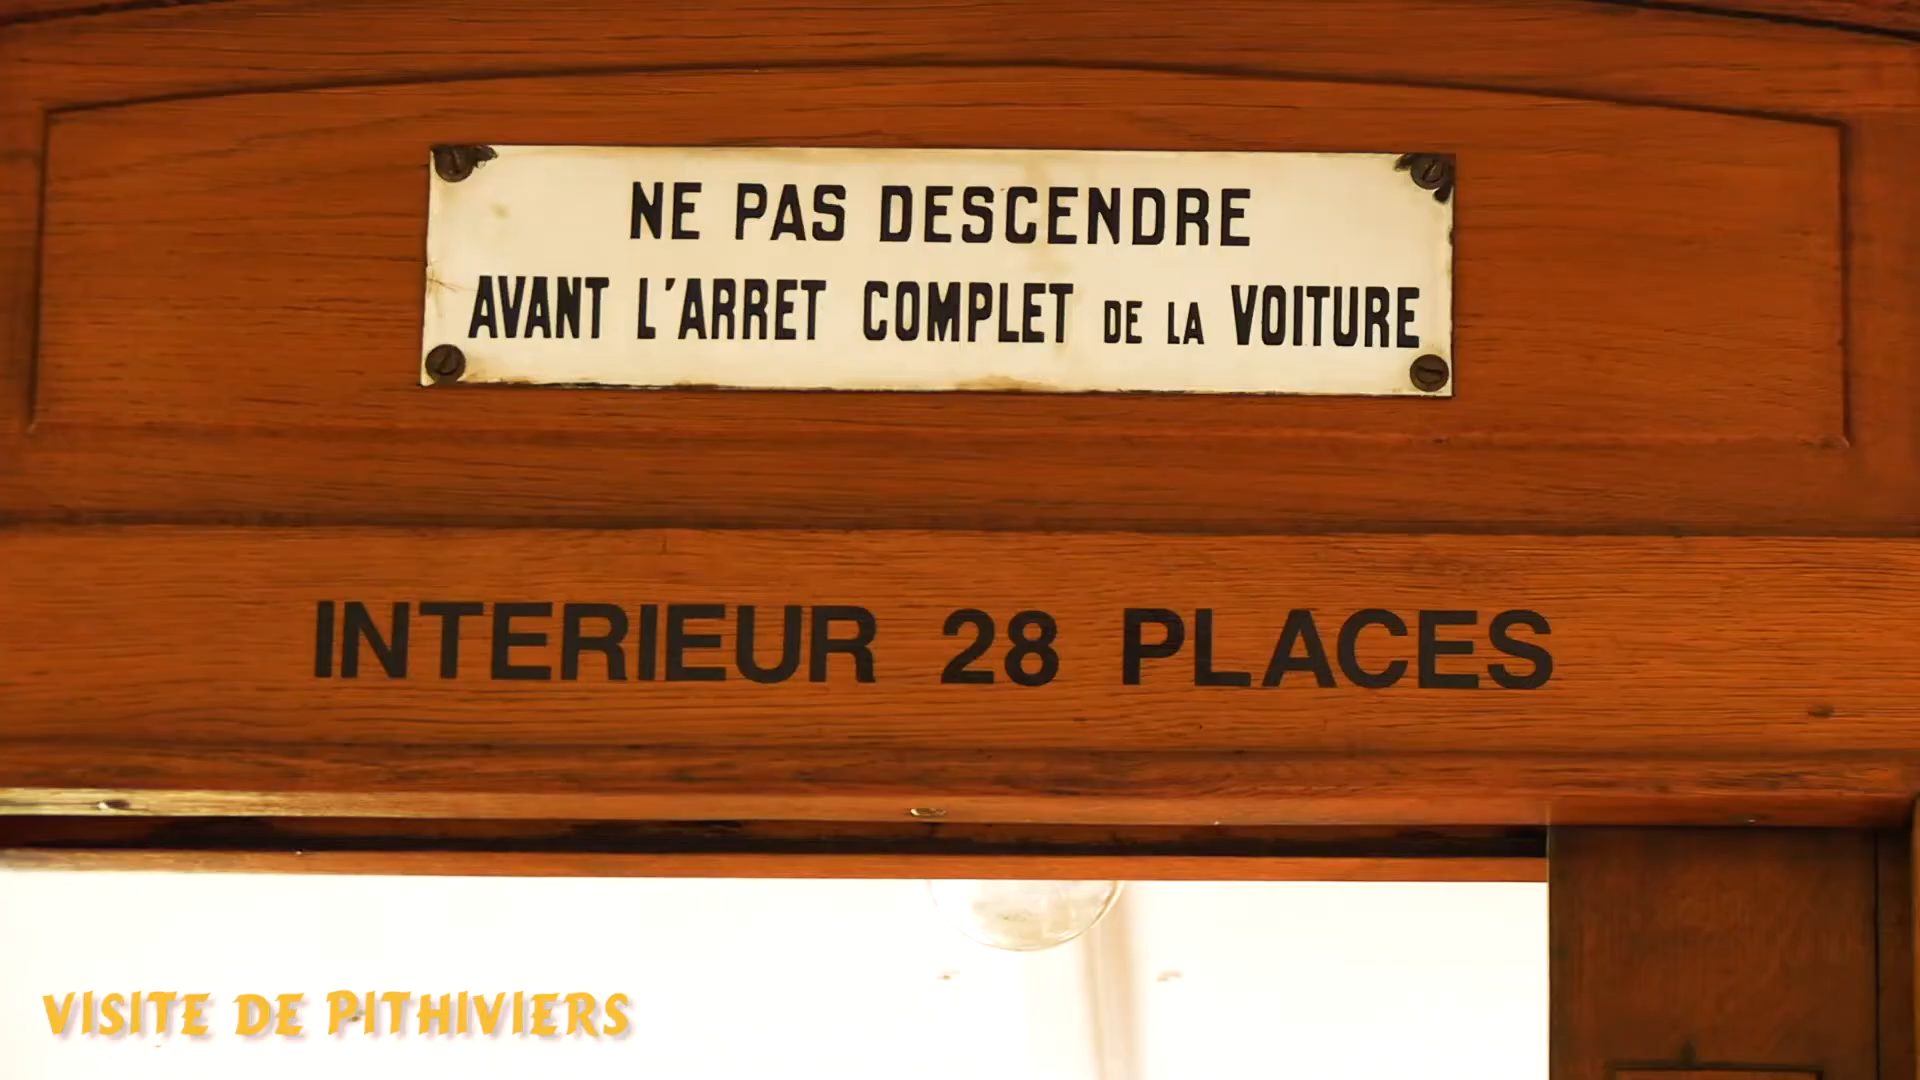 NE PAS DESCENDRE
AVANT L'ARRET COMPLET DE LA VOITURE
INTERIEUR 28 PLACES
VISITE DE PITHIVIERS